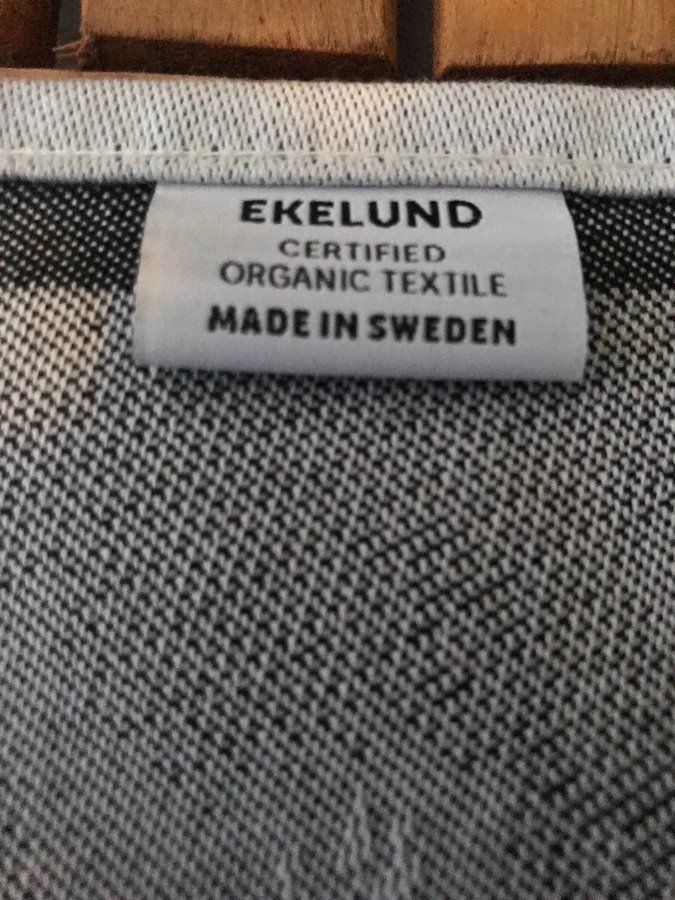 EKELUND
CERTIFIED
ORGANIC TEXTILE
MADE IN SWEDEN